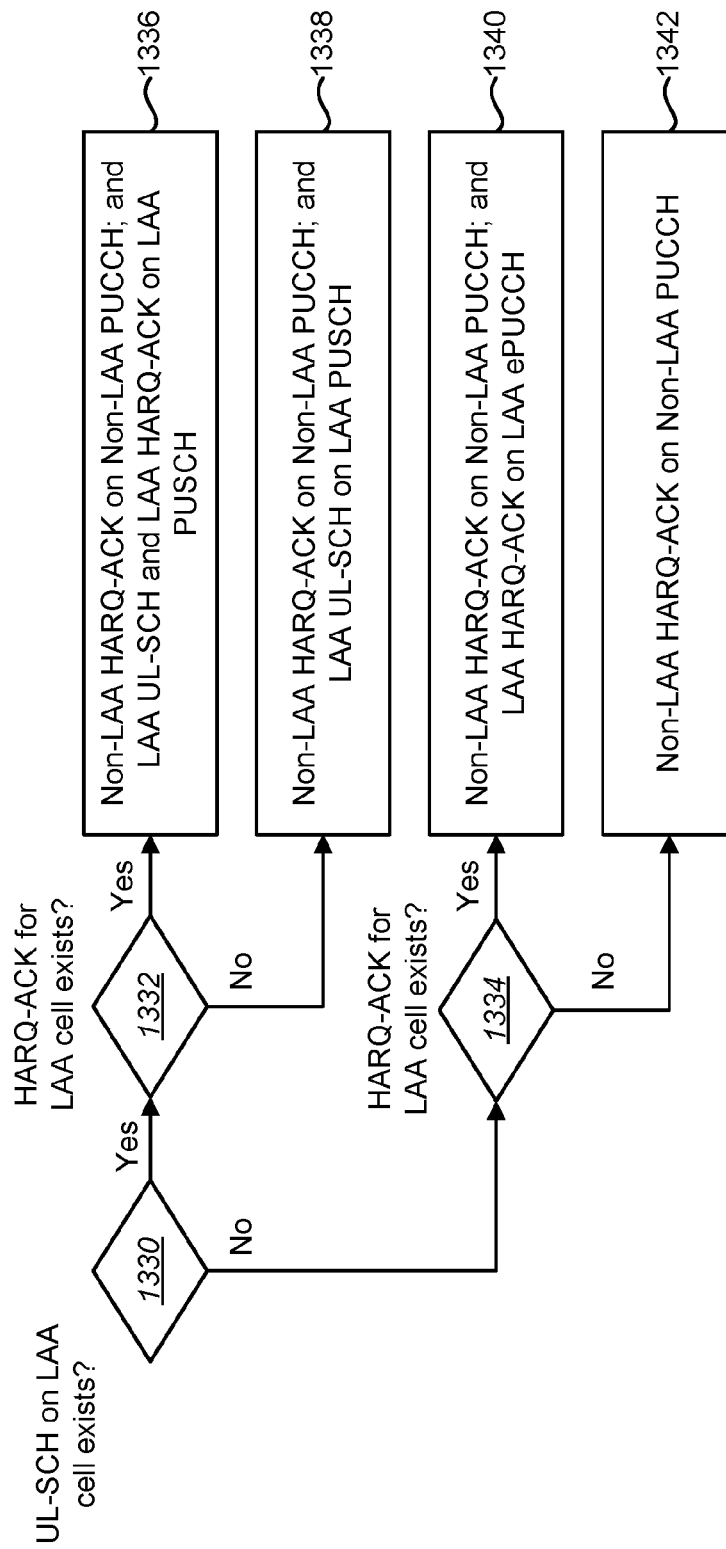 UL-SCH on LAA
cell exists?
1330
Yes
No
HARQ-ACK for
LAA cell exists?
1332
Yes
No
Non-LAA HARQ-ACK on Non-LAA PUCCH; and
LAA UL-SCH and LAA HARQ-ACK on LAA
PUSCH
1336
Non-LAA HARQ-ACK on Non-LAA PUCCH; and
LAA UL-SCH on LAA PUSCH
1338
HARQ-ACK for
LAA cell exists?
1334
Yes
No
Non-LAA HARQ-ACK on Non-LAA PUCCH; and
LAA HARQ-ACK on LAA ePUCCH
1340
Non-LAA HARQ-ACK on Non-LAA PUCCH
1342